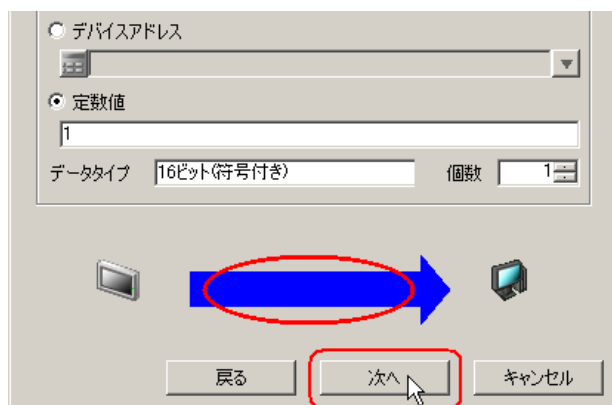 デバイスアドレス
定数値
1
データタイプ 16ビット(符号付き) 個数 1
戻る 次へ キャンセル